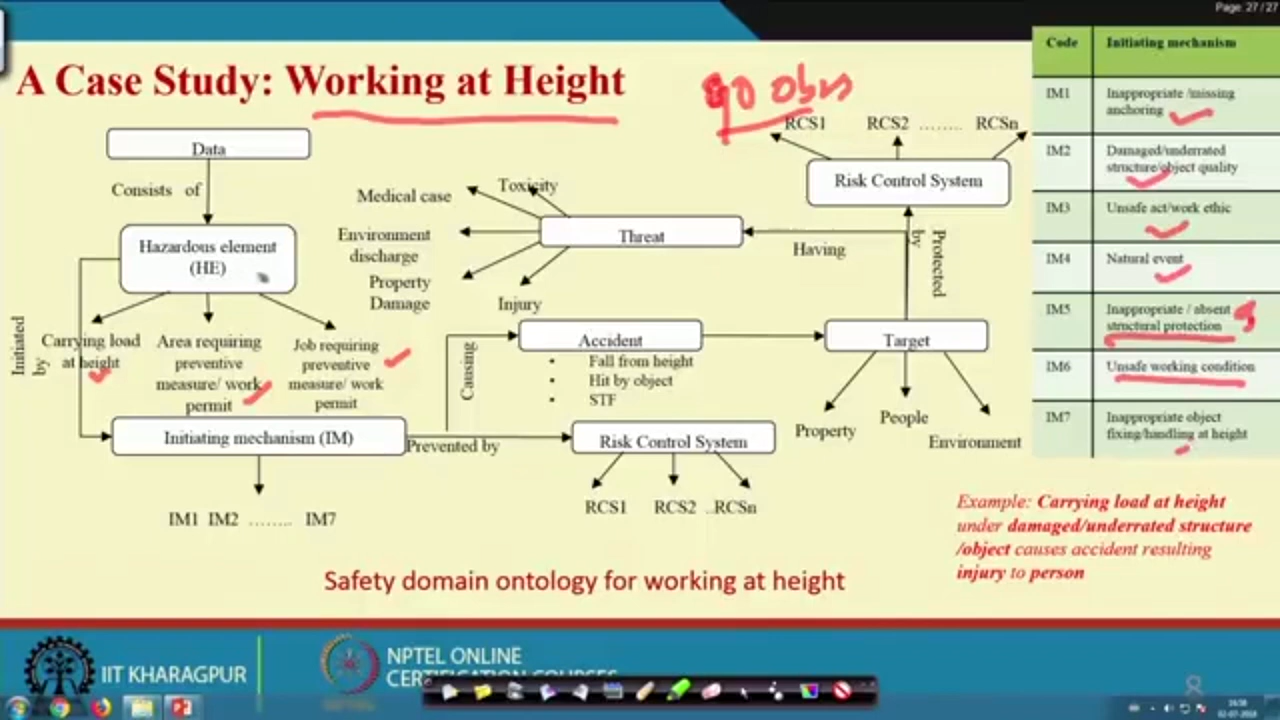 Page: 27 / 27
A Case Study: Working at Height
90 obns
Data
Consists of
Hazardous element
(HE)
Initiated
by
Carrying load
at height
Area requiring
preventive
measure/ work
permit
Job requiring
preventive
measure/ work
permit
Initiating mechanism (IM)
IM1 IM2 ........ IM7
Medical case
Toxicity
Environment
discharge
Property
Damage
Injury
Threat
Having
Causing
Accident
• Fall from height
• Hit by object
• STF
Prevented by
Risk Control System
RCS1 RCS2 ..RCSn
RCS1 RCS2 ........ RCSn
Risk Control System
Protected
by
Target
Property
People
Environment
Code Initiating mechanism
IM1 Inappropriate /missing
anchoring
IM2 Damaged/underrated
structure/object quality
IM3 Unsafe act/work ethic
IM4 Natural event
IM5 Inappropriate / absent
structural protection
IM6 Unsafe working condition
IM7 Inappropriate object
fixing/handling at height
Example: Carrying load at height
under damaged/underrated structure
/object causes accident resulting
injury to person
Safety domain ontology for working at height
IIT KHARAGPUR
NPTEL ONLINE
CERTIFICATION COURSES
8